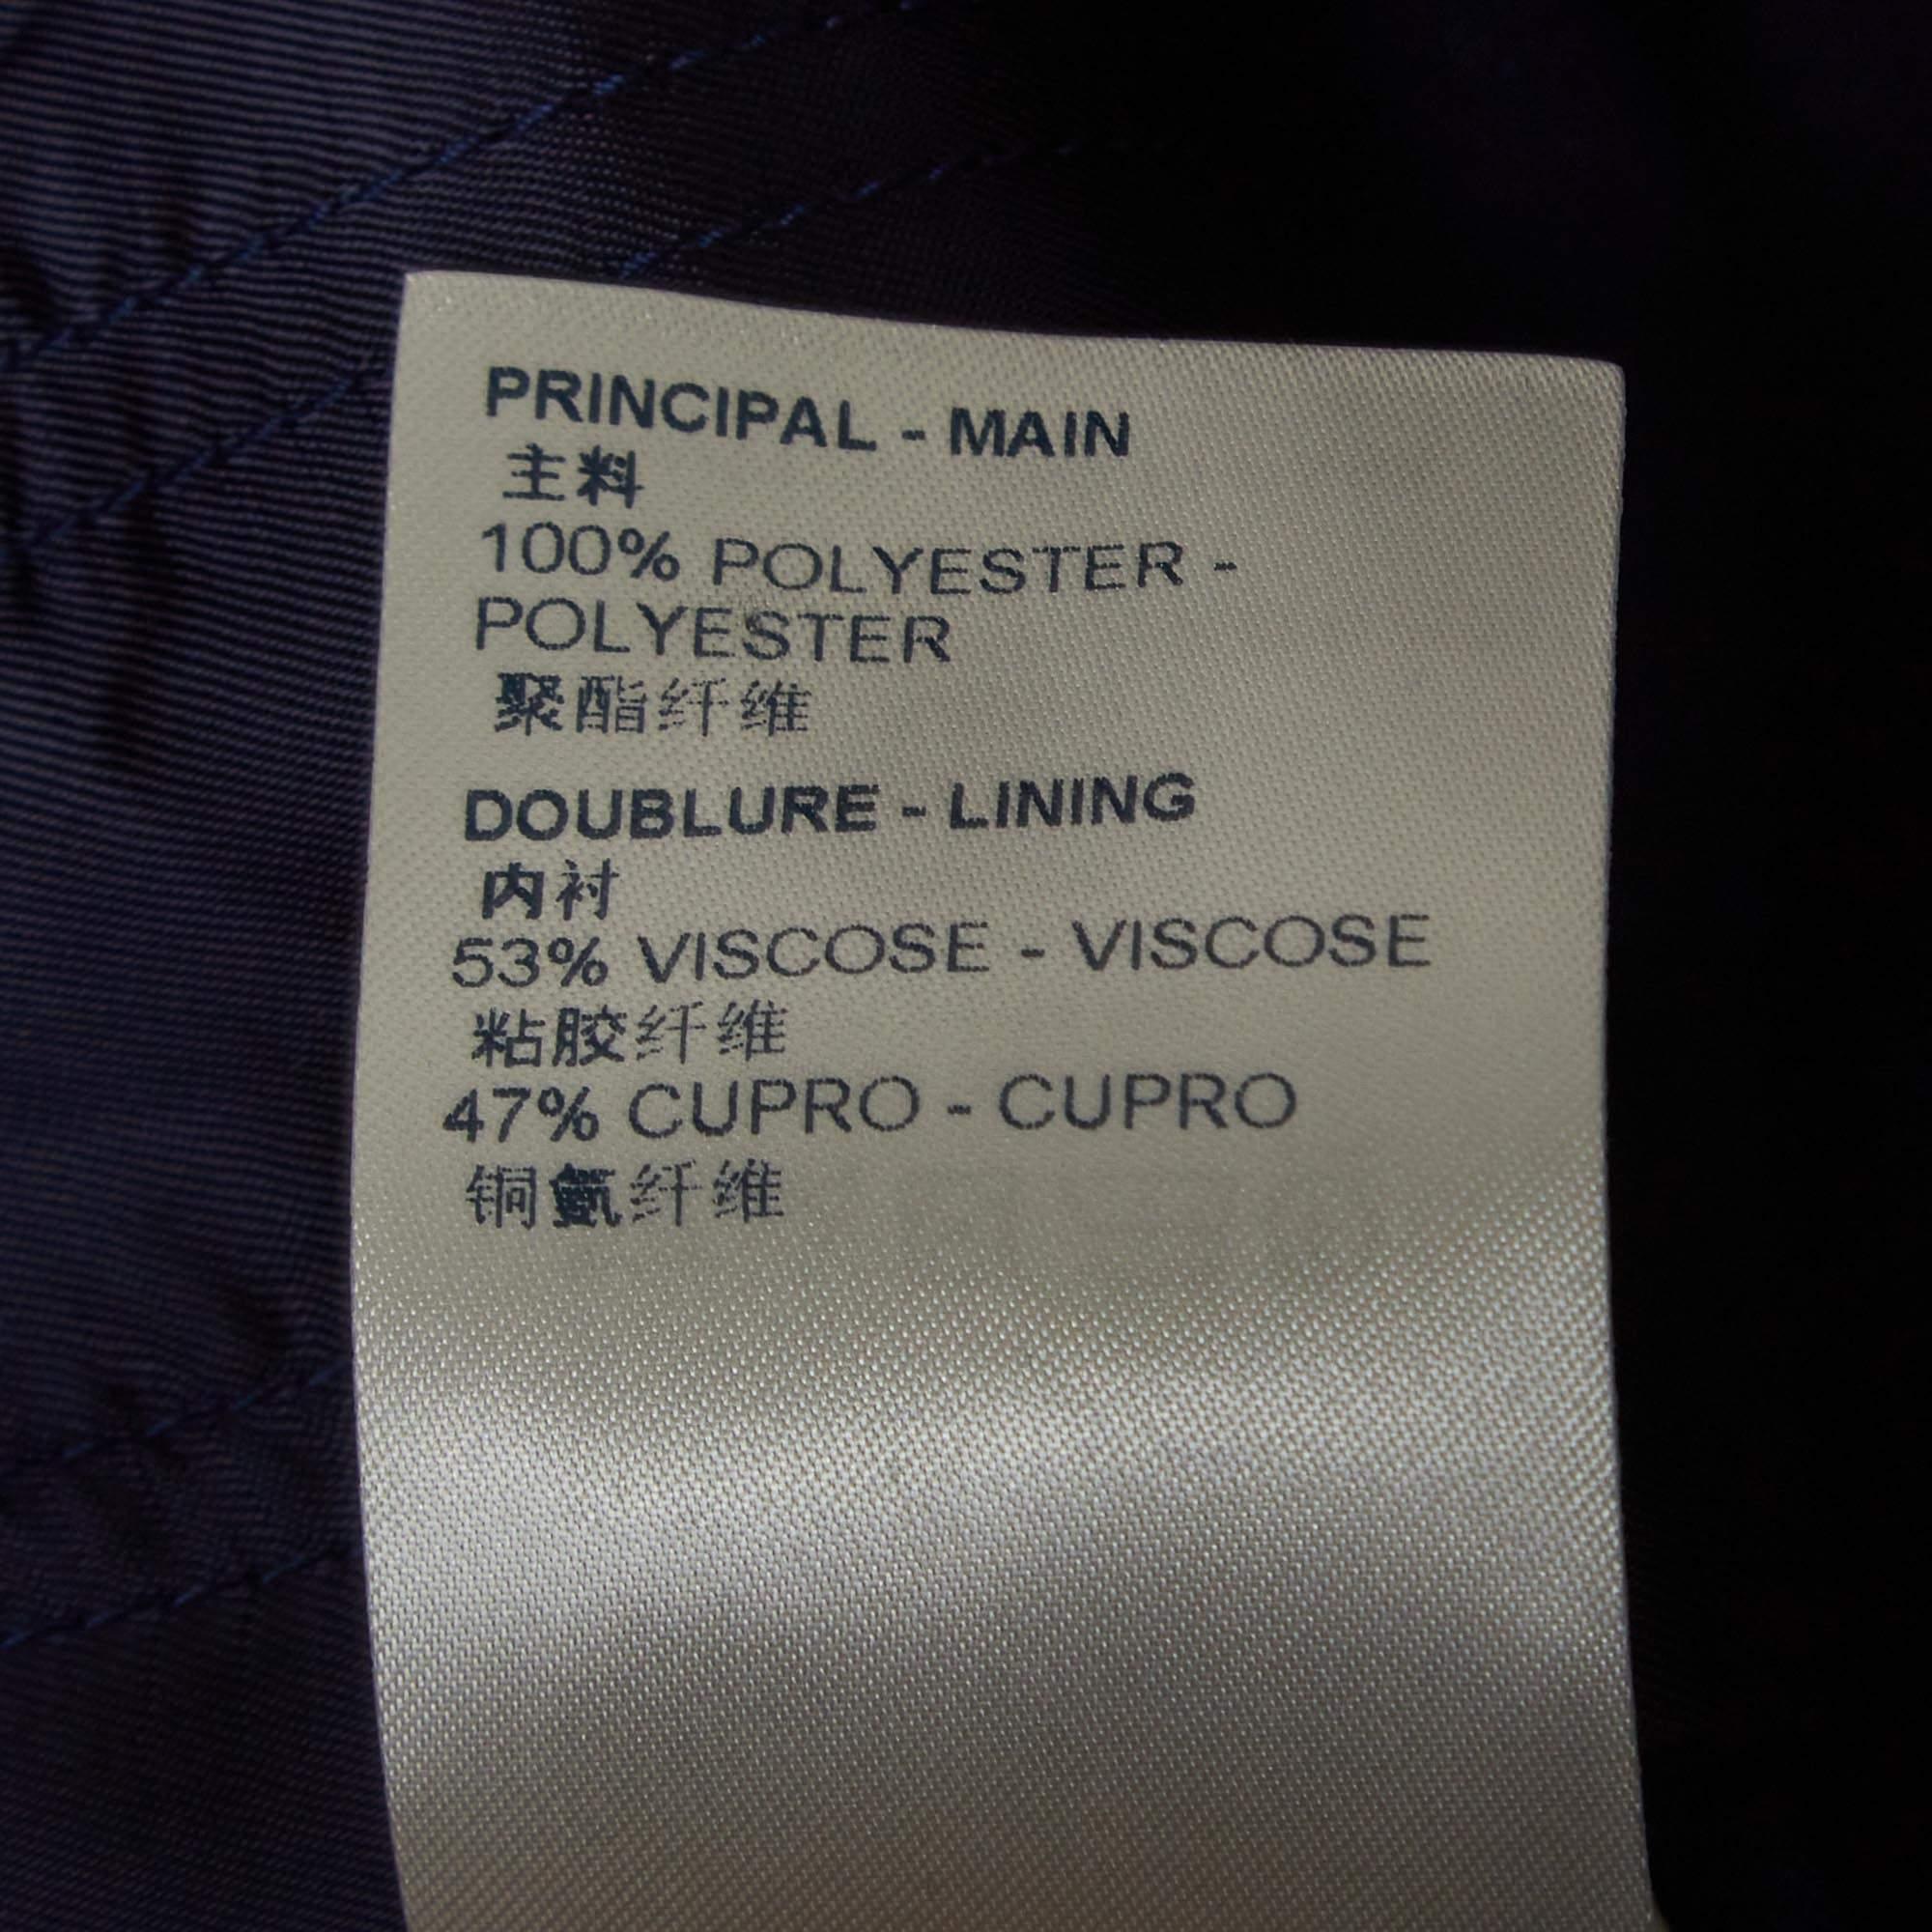 PRINCIPAL - MAIN
主料
100% POLYESTER -
POLYESTER
聚酯纤维
DOUBLURE - LINING
内衬
53% VISCOSE - VISCOSE
粘胶纤维
47% CUPRO - CUPRO
铜氨纤维